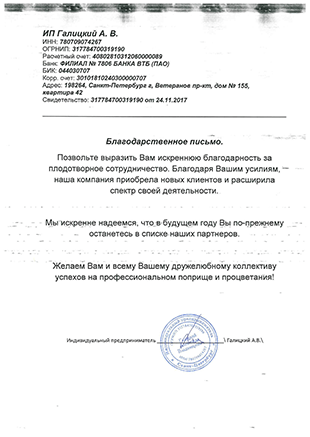 ИП Галицкий А. В.
ИНН: 780709074267
ОГРНИП: 317784700319190
Расчетный счет: 40802810312060000089
Банк: ФИЛИАЛ № 7806 БАНКА ВТБ (ПАО)
БИК: 044030707
Корр. счет: 30101810240300000707
Адрес: 198264, Санкт-Петербург г, Ветеранов пр-кт, дом № 155,
квартира 42
Свидетельство: 317784700319190 от 24.11.2017
Благодарственное письмо.
Позвольте выразить Вам искреннюю благодарность за
плодотворное сотрудничество. Благодаря Вашим усилиям,
наша компания приобрела новых клиентов и расширила
спектр своей деятельности.
Мы искренне надеемся, что в будущем году Вы по-прежнему
останетесь в списке наших партнеров.
Желаем Вам и всему Вашему дружелюбному коллективу
успехов на профессиональном поприще и процветания!
Индивидуальный предприниматель \ Галицкий А.В.\